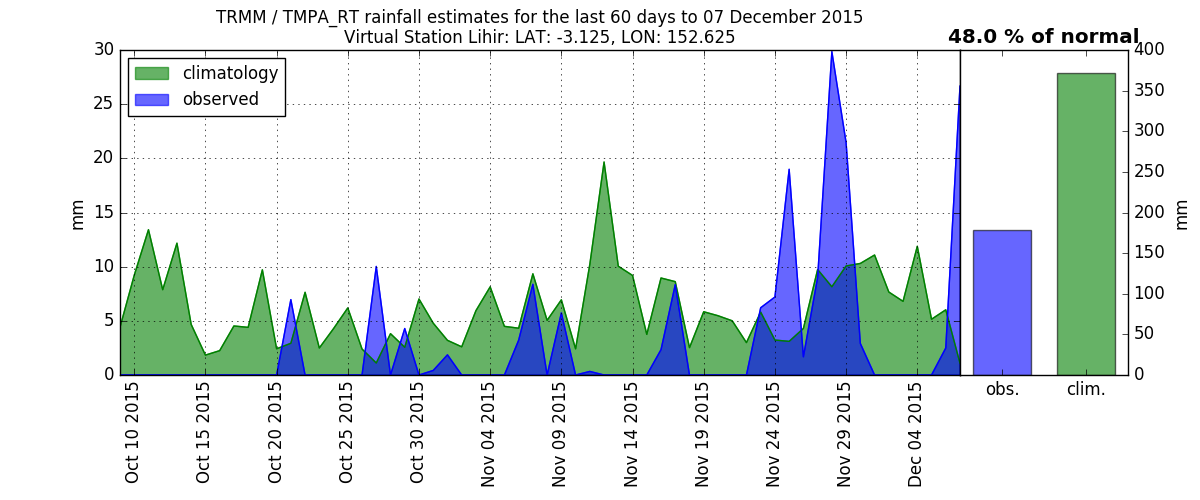 TRMM / TMPA_RT rainfall estimates for the last 60 days to 07 December 2015
Virtual Station Lihir: LAT: -3.125, LON: 152.625
48.0 % of normal
climatology
observed
30
25
20
15
10
5
0
mm
Oct 10 2015
Oct 15 2015
Oct 20 2015
Oct 25 2015
Oct 30 2015
Nov 04 2015
Nov 09 2015
Nov 14 2015
Nov 19 2015
Nov 24 2015
Nov 29 2015
Dec 04 2015
obs.
clim.
400
350
300
250
200
150
100
50
0
mm